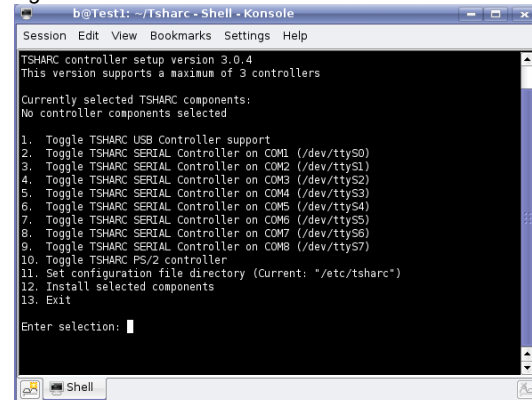 b@Test1: ~/Tsharc - Shell - Konsole
Session Edit View Bookmarks Settings Help
TSHARC controller setup version 3.0.4
This version supports a maximum of 3 controllers
Currently selected TSHARC components:
No controller components selected
1. Toggle TSHARC USB Controller support
2. Toggle TSHARC SERIAL Controller on COM1 (/dev/ttyS0)
3. Toggle TSHARC SERIAL Controller on COM2 (/dev/ttyS1)
4. Toggle TSHARC SERIAL Controller on COM3 (/dev/ttyS2)
5. Toggle TSHARC SERIAL Controller on COM4 (/dev/ttyS3)
6. Toggle TSHARC SERIAL Controller on COM5 (/dev/ttyS4)
7. Toggle TSHARC SERIAL Controller on COM6 (/dev/ttyS5)
8. Toggle TSHARC SERIAL Controller on COM7 (/dev/ttyS6)
9. Toggle TSHARC SERIAL Controller on COM8 (/dev/ttyS7)
10. Toggle TSHARC PS/2 controller
11. Set configuration file directory (Current: "/etc/tsharc")
12. Install selected components
13. Exit
Enter selection:
Shell